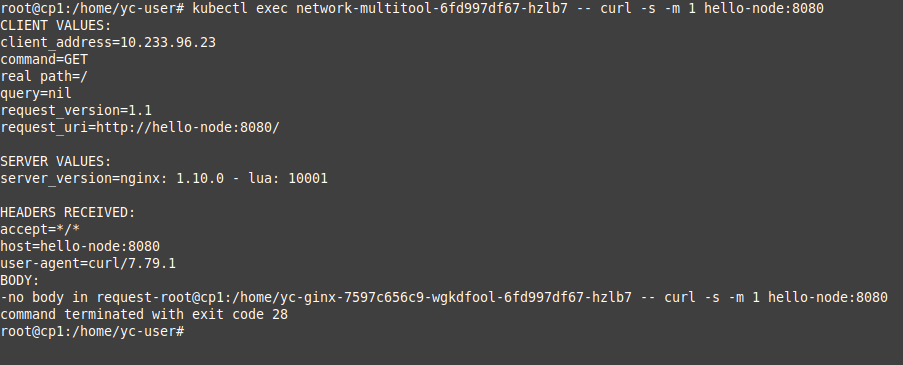 root@cp1:/home/yc-user# kubectl exec network-multitool-6fd997df67-hzlb7 -- curl -s -m 1 hello-node:8080
CLIENT VALUES:
client_address=10.233.96.23
command=GET
real path=/
query=nil
request_version=1.1
request_uri=http://hello-node:8080/

SERVER VALUES:
server_version=nginx: 1.10.0 - lua: 10001

HEADERS RECEIVED:
accept=*/*
host=hello-node:8080
user-agent=curl/7.79.1
BODY:
-no body in request-root@cp1:/home/yc-ginx-7597c656c9-wgkdfool-6fd997df67-hzlb7 -- curl -s -m 1 hello-node:8080
command terminated with exit code 28
root@cp1:/home/yc-user#